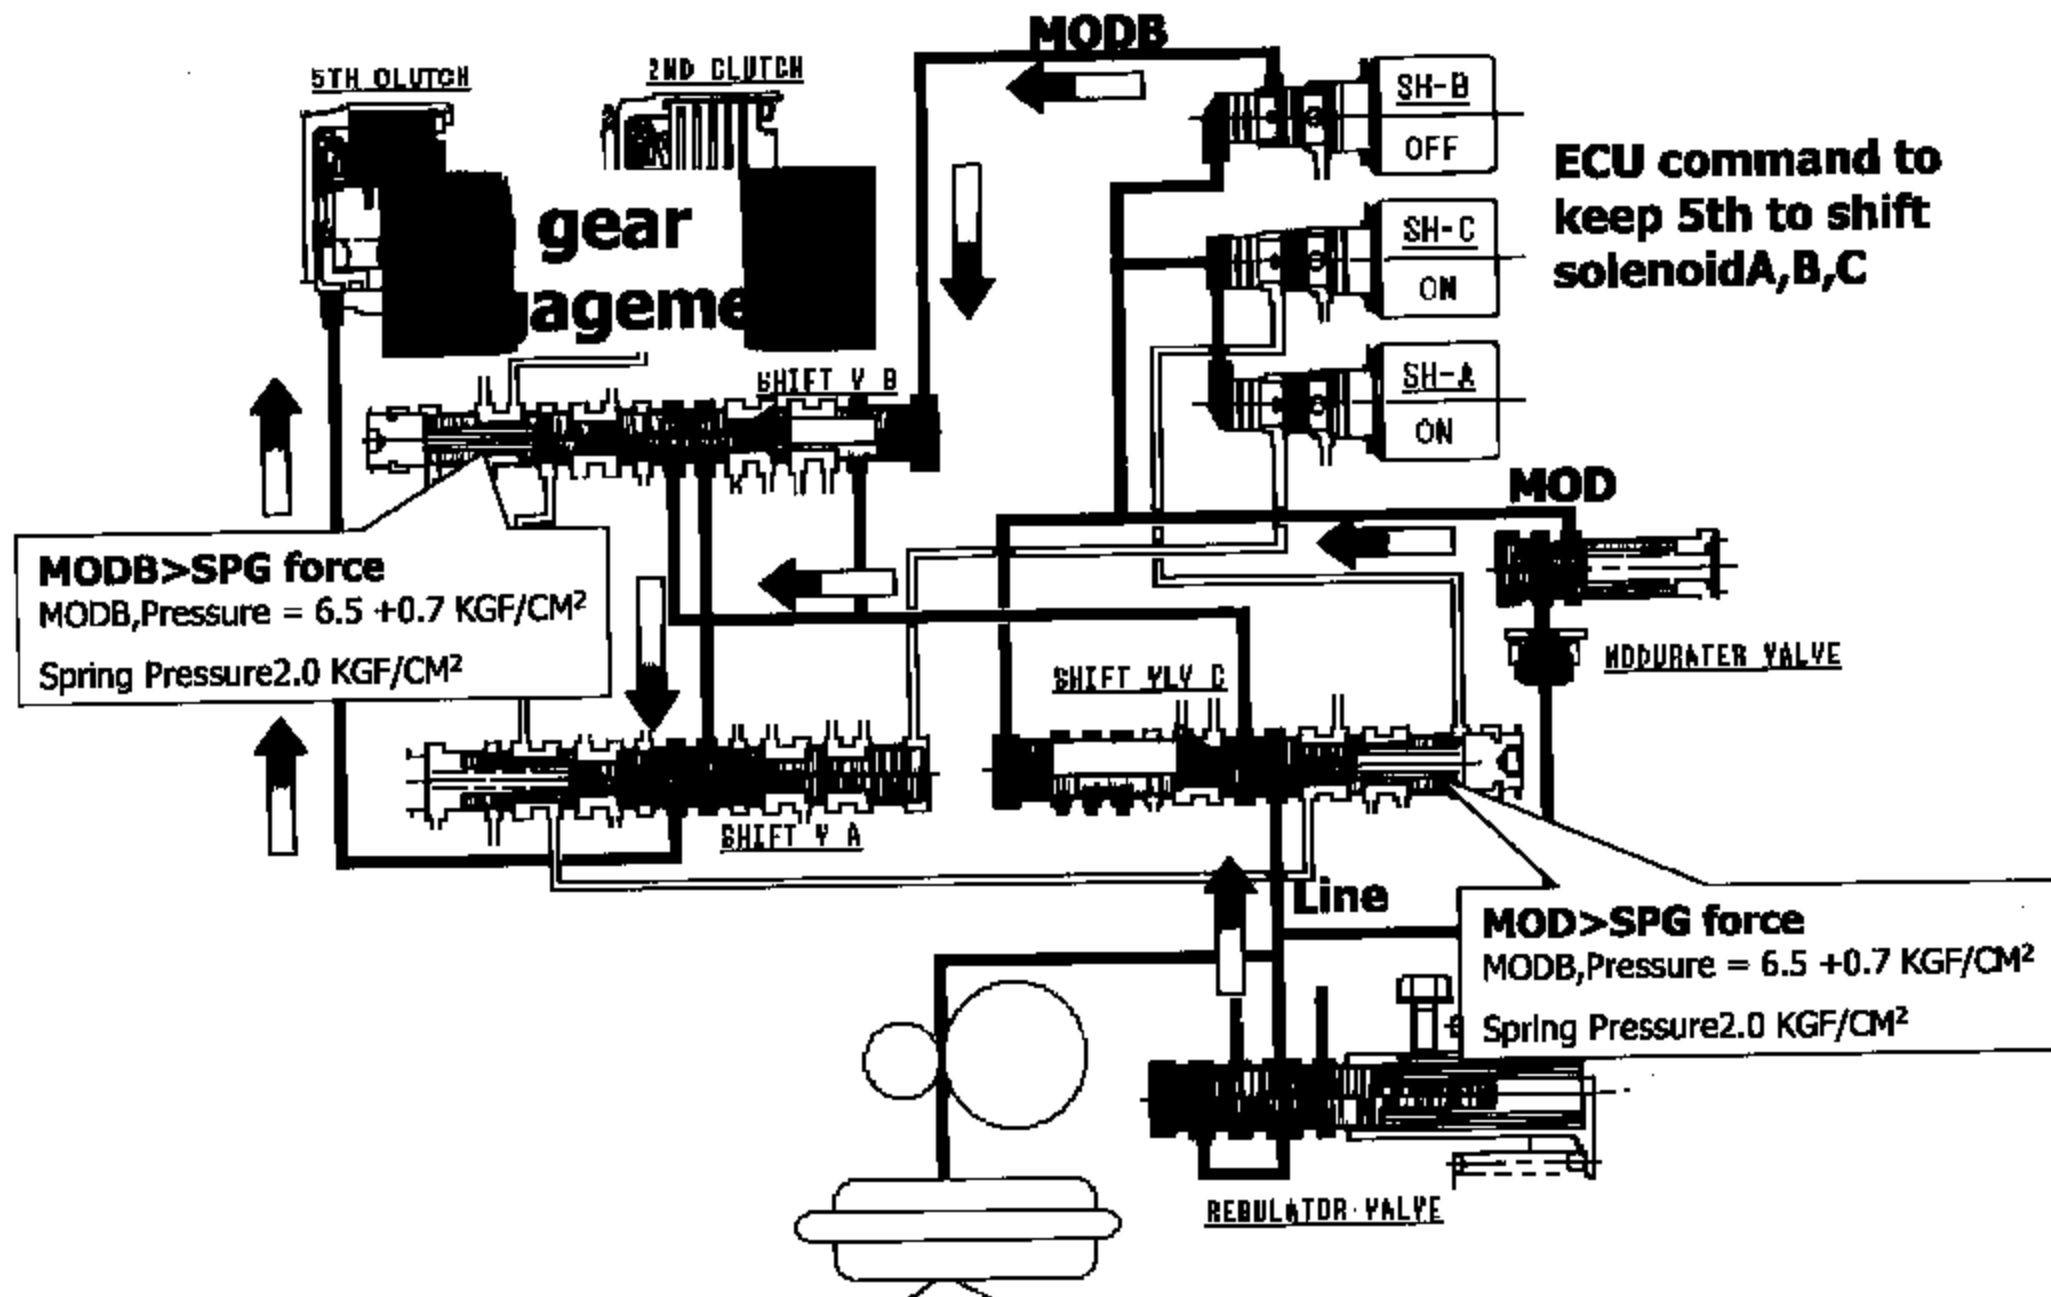 MODB
5TH CLUTCH
2ND CLUTCH
SH-B
OFF
ECU command to
keep 5th to shift
solenoidA,B,C
gear
SH-C
ON
SHIFT V B
SH-A
ON
MOD
MODB>SPG force
MODB,Pressure = 6.5 +0.7 KGF/CM²
Spring Pressure2.0 KGF/CM²
MODURATER VALVE
SHIFT VLV C
SHIFT V A
Line
MOD>SPG force
MODB,Pressure = 6.5 +0.7 KGF/CM²
Spring Pressure2.0 KGF/CM²
REGULATOR VALVE